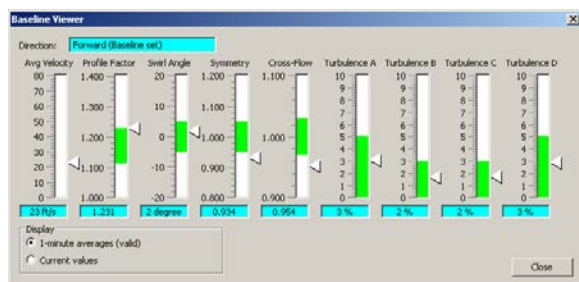 Baseline Viewer
Direction: Forward (Baseline set)
Avg Velocity Profile Factor Swirl Angle Symmetry Cross-Flow Turbulence A Turbulence B Turbulence C Turbulence D
80 1.400 20 1.200 1.100 10 10 10 10
70 9 9 9 9
60 1.300 10 1.100 8 8 8 8
50 7 7 7 7
40 1.200 0 1.000 1.000 6 6 6 6
5 5 5 5
30 4 4 4 4
20 1.100 -10 0.900 3 3 3 3
10 2 2 2 2
1 1 1 1
0 1.000 -20 0.800 0.900 0 0 0 0
23 ft/s 1.231 2 degree 0.934 0.954 3 % 2 % 2 % 3 %
Display
1-minute averages (valid)
Current values
Close